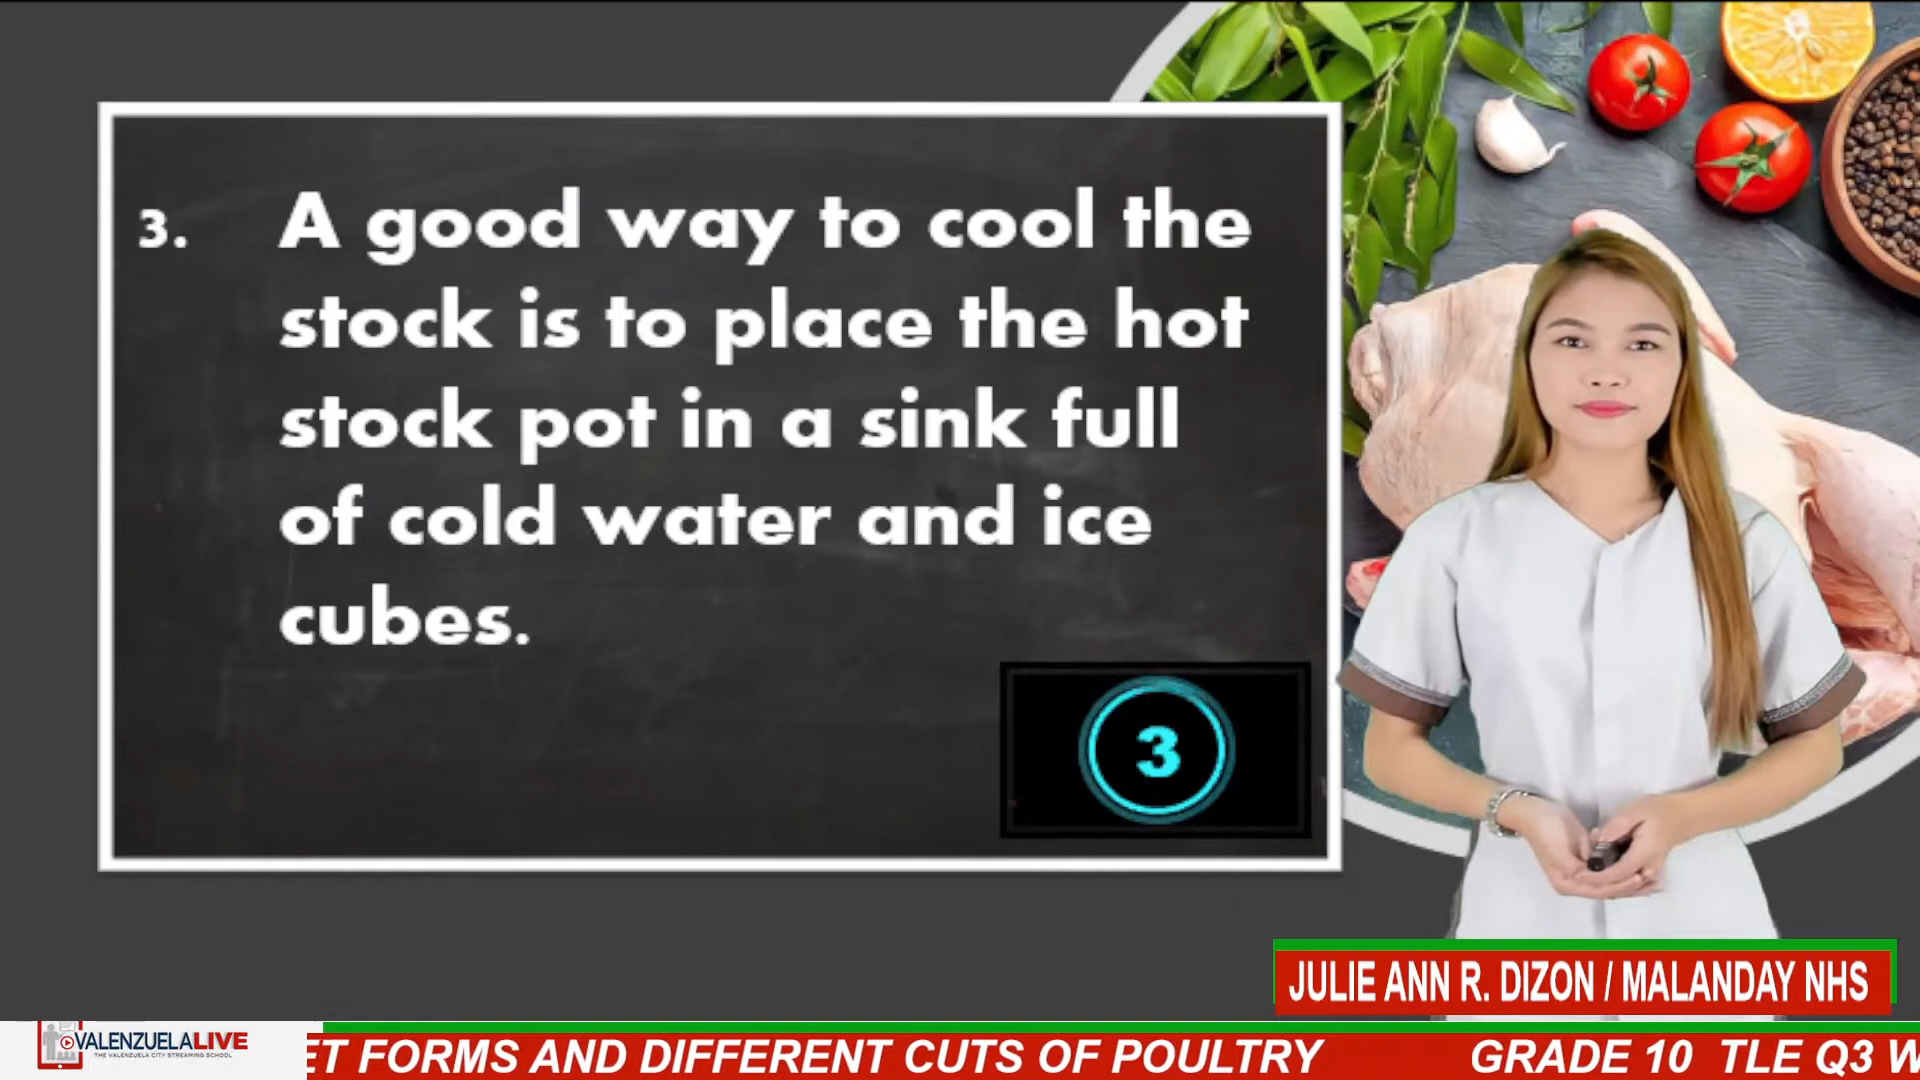 3. A good way to cool the
stock is to place the hot
stock pot in a sink full
of cold water and ice
cubes.
3
JULIE ANN R. DIZON / MALANDAY NHS
VALENZUELALIVE
THE VALENZUELA CITY STREAMING SCHOOL
ET FORMS AND DIFFERENT CUTS OF POULTRY GRADE 10 TLE Q3 W